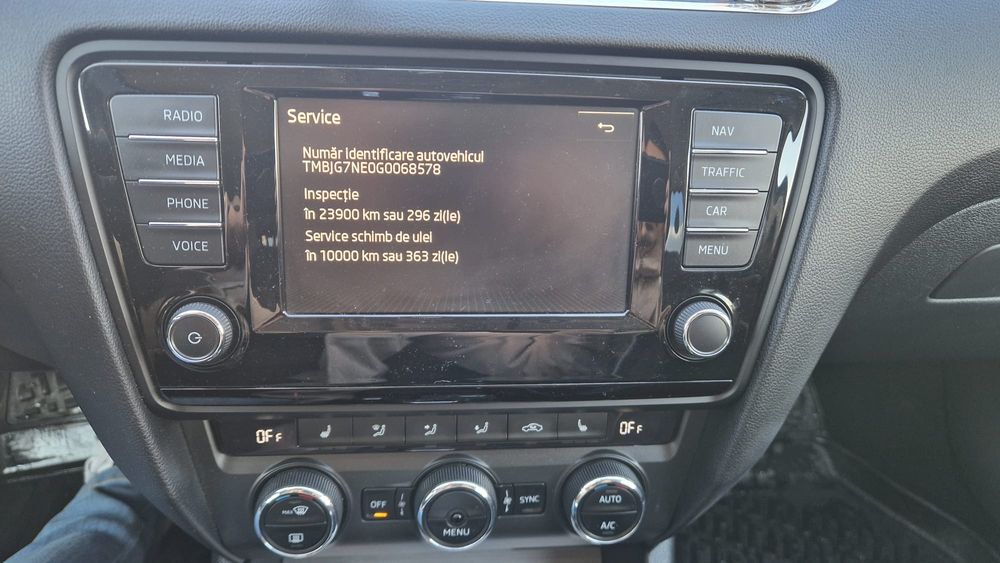 Service
Număr identificare autovehicul
TMBJG7NE0G0068578
Inspecție
în 23900 km sau 296 zi(le)
Service schimb de ulei
în 10000 km sau 363 zi(le)
RADIO
MEDIA
PHONE
VOICE
NAV
TRAFFIC
CAR
MENU
OFF
OFF
MAX
OFF
MENU
SYNC
AUTO
A/C